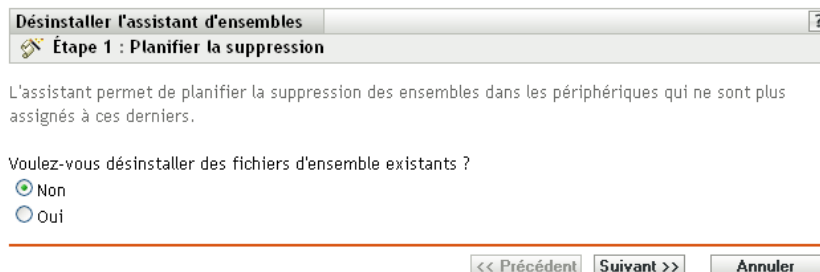 Désinstaller l'assistant d'ensembles
?
Étape 1 : Planifier la suppression
L'assistant permet de planifier la suppression des ensembles dans les périphériques qui ne sont plus
assignés à ces derniers.
Voulez-vous désinstaller des fichiers d'ensemble existants ?
Non
Oui
<< Précédent Suivant >> Annuler